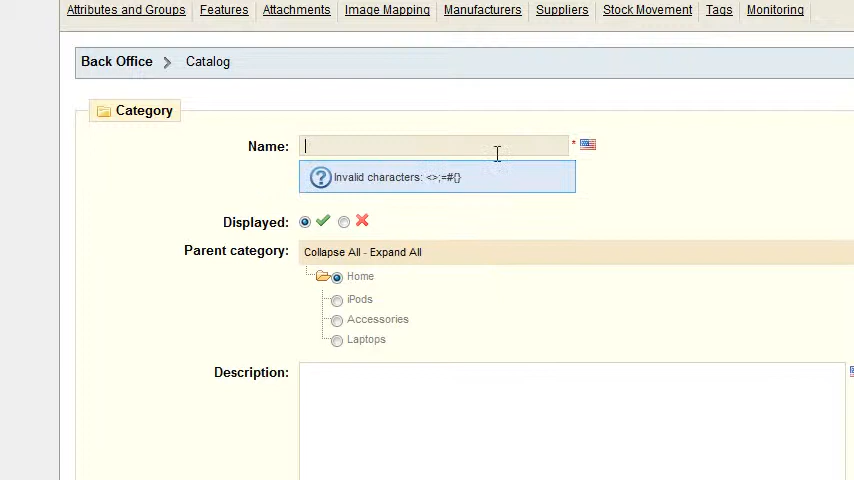 Attributes and Groups Features Attachments Image Mapping Manufacturers Suppliers Stock Movement Tags Monitoring
Back Office > Catalog
Category
Name: *
Invalid characters: <>;=#{}
Displayed:
Parent category: Collapse All - Expand All
Home
iPods
Accessories
Laptops
Description: